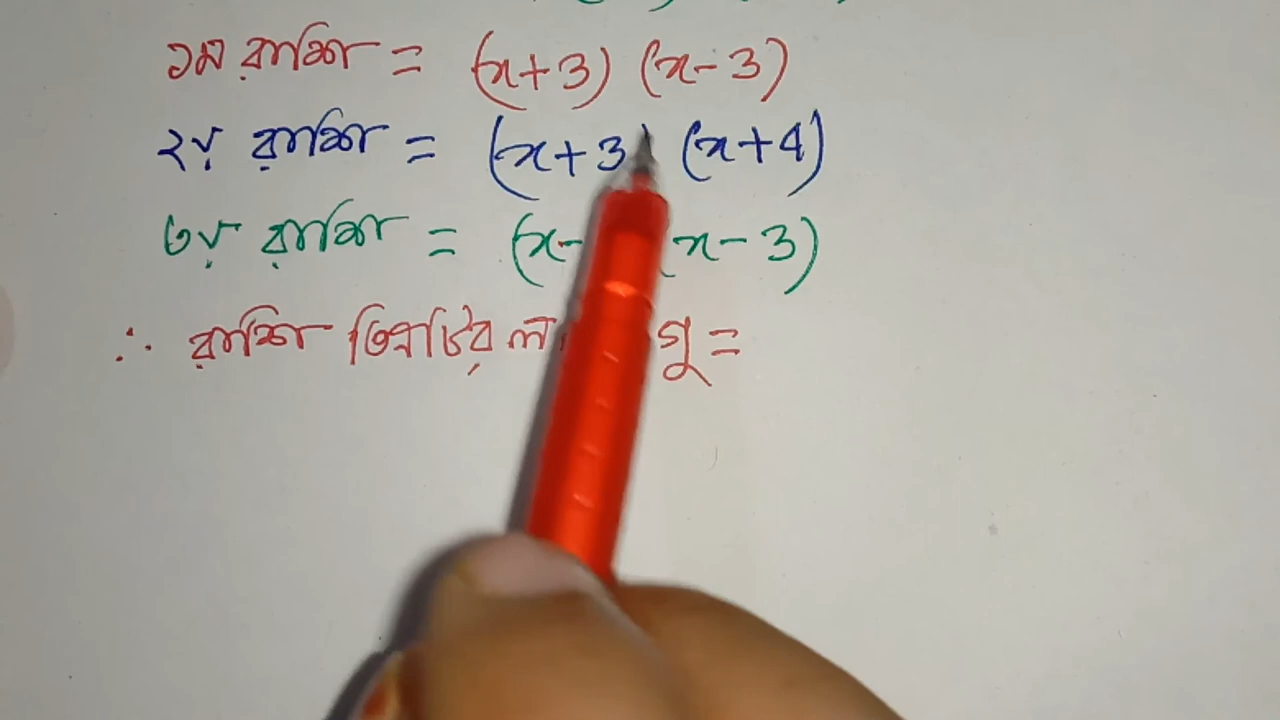 ১ম রাশি = (x+3) (x-3)
২য় রাশি = (x+3) (x+4)
৩য় রাশি = (x- (x-3)
∴ রাশি তিনটির ল গু =